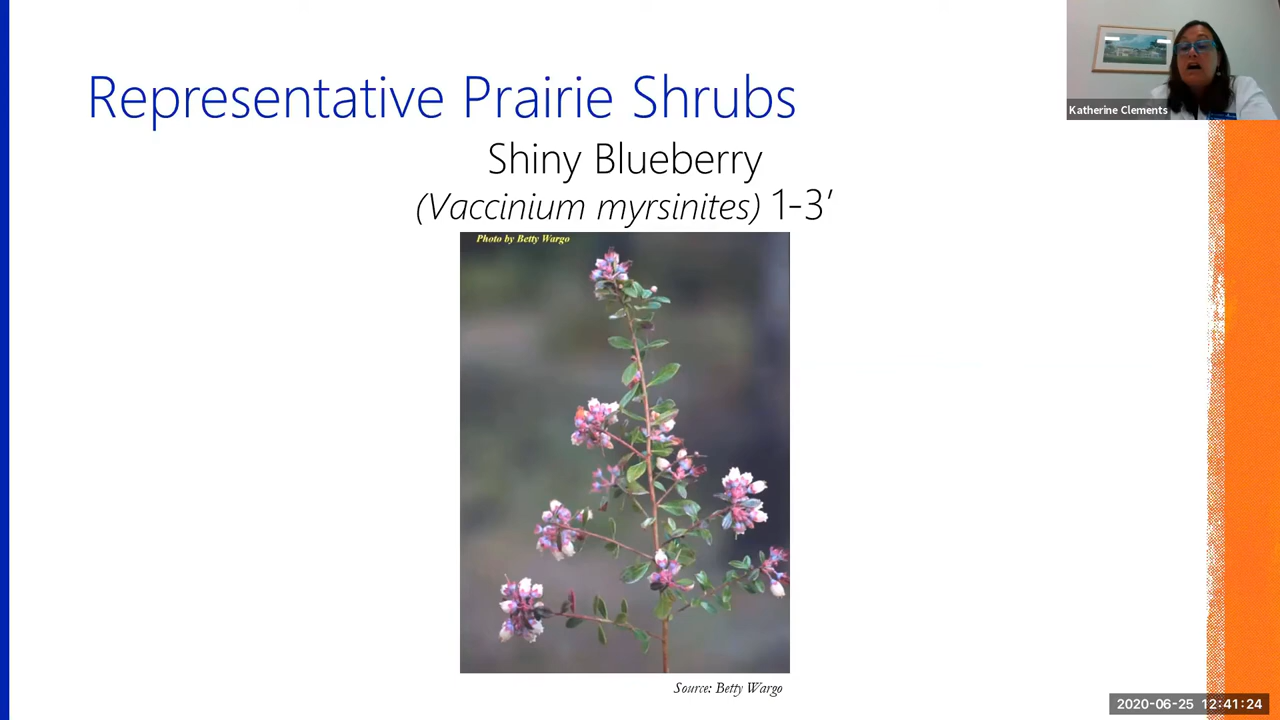 Representative Prairie Shrubs
Katherine Clements
Shiny Blueberry
(Vaccinium myrsinites) 1-3’
Photo by Betty Wargo
Source: Betty Wargo
2020-06-25 12:41:24